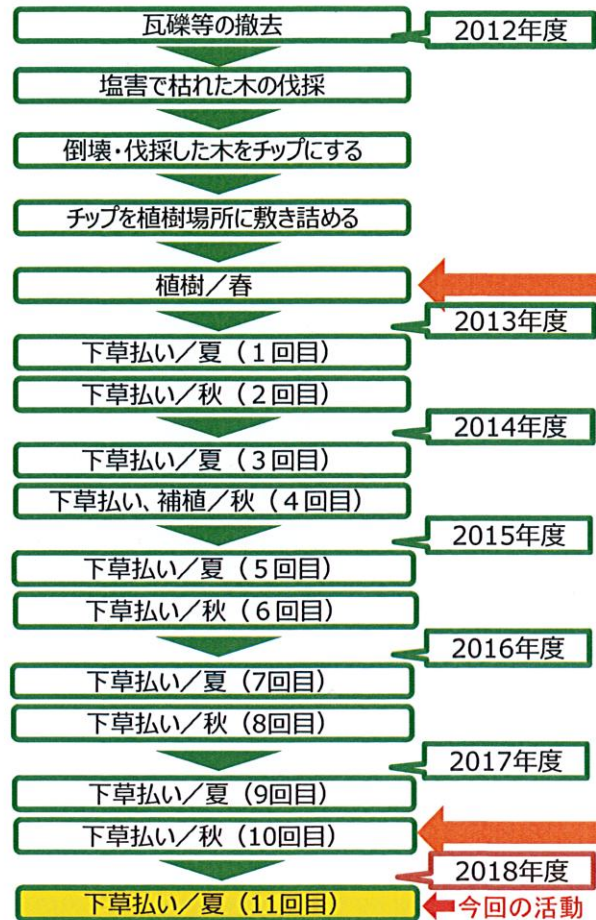 瓦礫等の撤去
2012年度
塩害で枯れた木の伐採
倒壊・伐採した木をチップにする
チップを植樹場所に敷き詰める
植樹／春
2013年度
下草払い／夏（１回目）
下草払い／秋（２回目）
2014年度
下草払い／夏（３回目）
下草払い、補植／秋（４回目）
2015年度
下草払い／夏（５回目）
下草払い／秋（６回目）
2016年度
下草払い／夏（7回目）
下草払い／秋（8回目）
2017年度
下草払い／夏（9回目）
下草払い／秋（10回目）
2018年度
下草払い／夏（11回目）
今回の活動